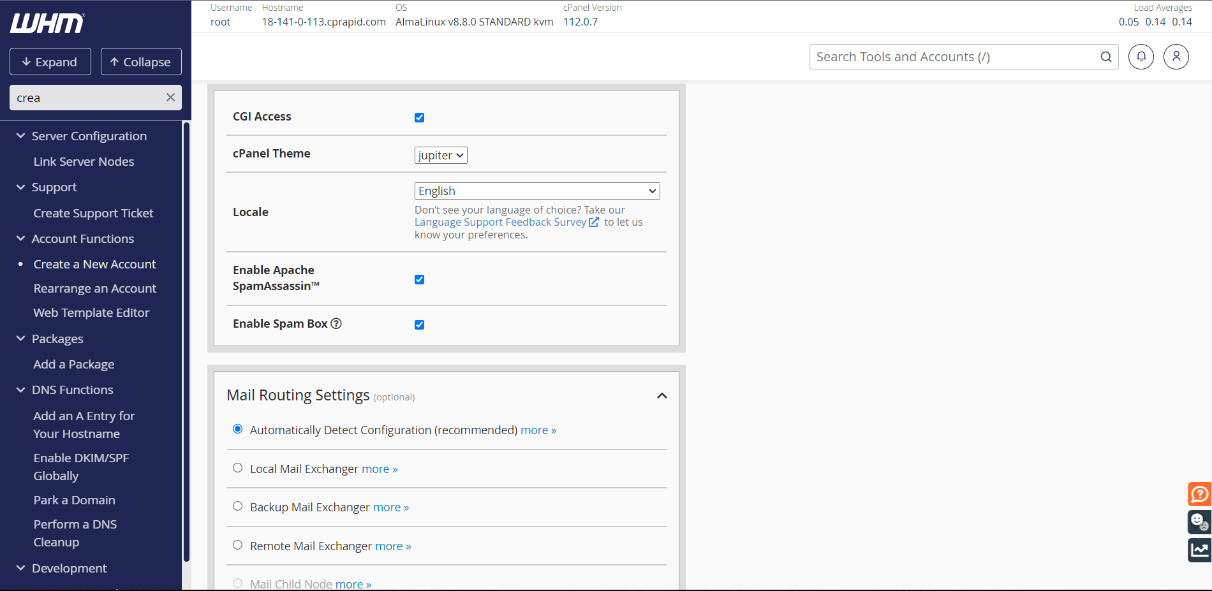 WHM
Username
root
Hostname
18-141-0-113.cprapid.com
OS
AlmaLinux v8.8.0 STANDARD kvm
cPanel Version
112.0.7
Load Averages
0.05 0.14 0.14
Expand
Collapse
crea
Search Tools and Accounts (/)
Server Configuration
Link Server Nodes
Support
Create Support Ticket
Account Functions
Create a New Account
Rearrange an Account
Web Template Editor
Packages
Add a Package
DNS Functions
Add an A Entry for
Your Hostname
Enable DKIM/SPF
Globally
Park a Domain
Perform a DNS
Cleanup
Development
CGI Access
cPanel Theme
jupiter
Locale
English
Don't see your language of choice? Take our
Language Support Feedback Survey to let us
know your preferences.
Enable Apache
SpamAssassin™
Enable Spam Box
Mail Routing Settings (optional)
Automatically Detect Configuration (recommended) more »
Local Mail Exchanger more »
Backup Mail Exchanger more »
Remote Mail Exchanger more »
Mail Child Node more »